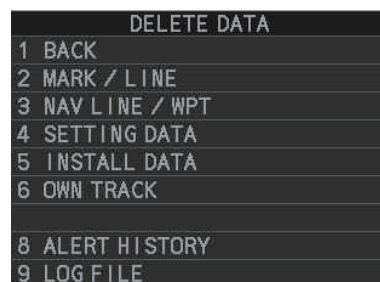 DELETE DATA
1 BACK
2 MARK / LINE
3 NAV LINE / WPT
4 SETTING DATA
5 INSTALL DATA
6 OWN TRACK
8 ALERT HISTORY
9 LOG FILE